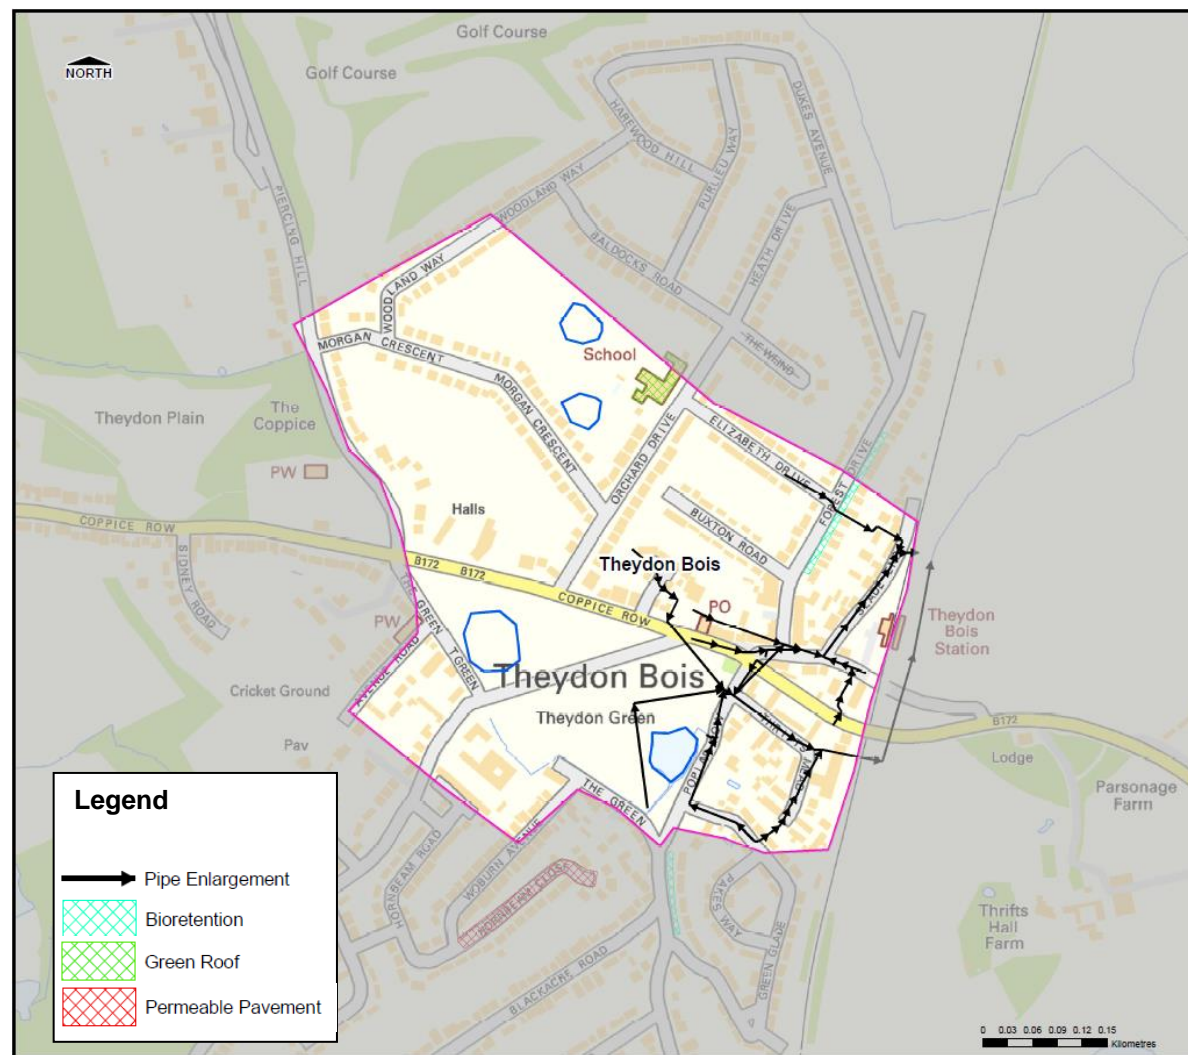 Golf Course
NORTH
Golf Course
DUKES AVENUE
HAREWOOD HILL
PURLIEU WAY
PIERCING HILL
WOODLAND WAY
BALDOCKS ROAD
HEATH DRIVE
WOODLAND WAY
MORGAN CRESCENT
School
THE WEIND
Theydon Plain
The
Coppice
MORGAN CRESCENT
ELIZABETH DRIVE
ORCHARD DRIVE
FOREST DRIVE
PW
Halls
BUXTON ROAD
COPPICE ROW
SIDNEY ROAD
B172 B172
Theydon Bois
COPPICE ROW
PO
THE GREEN
PW
Theydon
Bois
Station
AVENUE ROAD
T GREEN
Theydon Bois
Cricket Ground
Theydon Green
B172
Pav
Lodge
Parsonage
Farm
THE GREEN
HORNBEAM ROAD
WOBURN AVENUE
HORNBEAM CLOSE
PAKES WAY
GREEN GLADE
BLACKACRE ROAD
Thrifts
Hall
Farm
Legend
Pipe Enlargement
Bioretention
Green Roof
Permeable Pavement
0 0.03 0.06 0.09 0.12 0.15
Kilometres